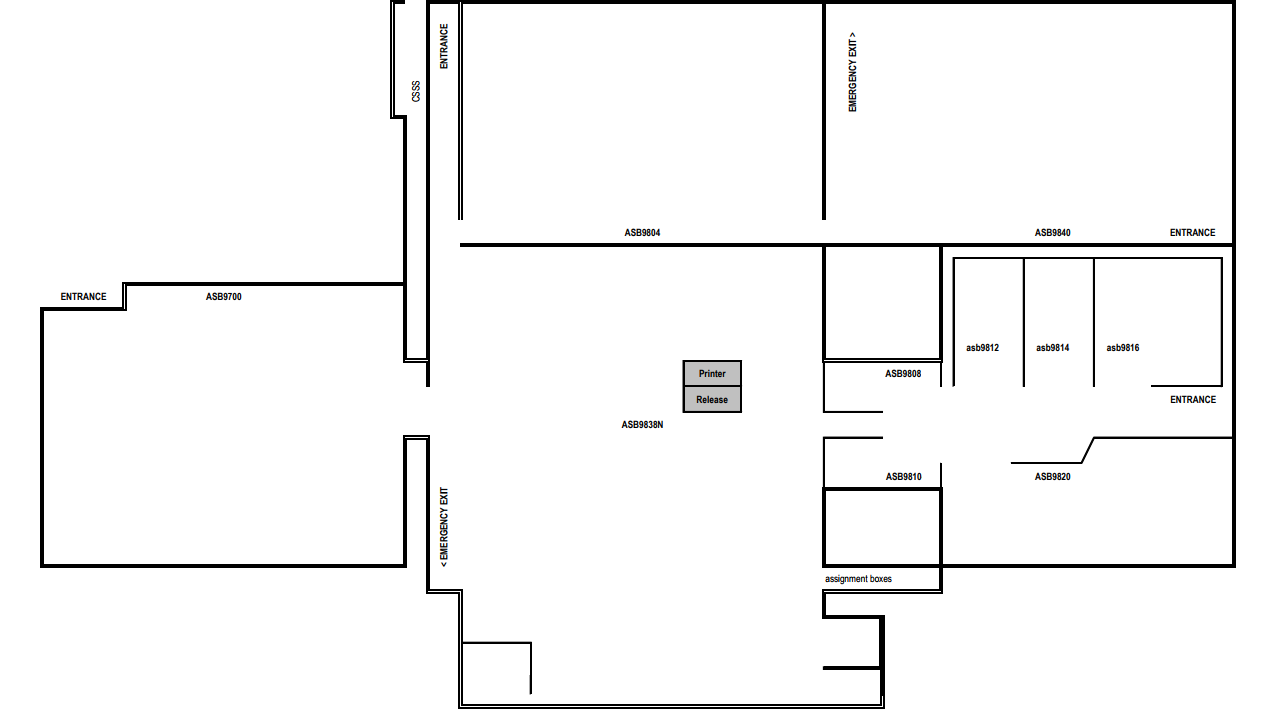 ENTRANCE
EMERGENCY EXIT >
CSSS
ASB9804
ASB9840
ENTRANCE
ENTRANCE
ASB9700
asb9812
asb9814
asb9816
Printer
ASB9808
Release
ENTRANCE
ASB9838N
ASB9810
ASB9820
< EMERGENCY EXIT
assignment boxes